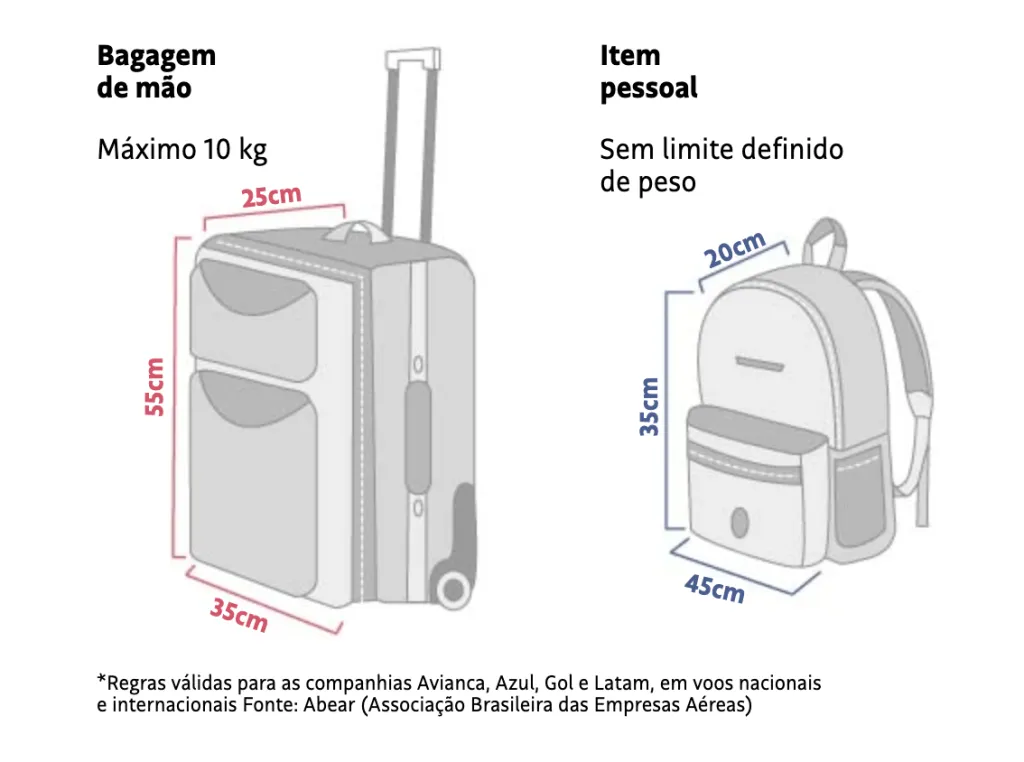 Bagagem
de mão
Máximo 10 kg
25cm
55cm
35cm
Item
pessoal
Sem limite definido
de peso
20cm
35cm
45cm
*Regras válidas para as companhias Avianca, Azul, Gol e Latam, em voos nacionais
e internacionais Fonte: Abear (Associação Brasileira das Empresas Aéreas)